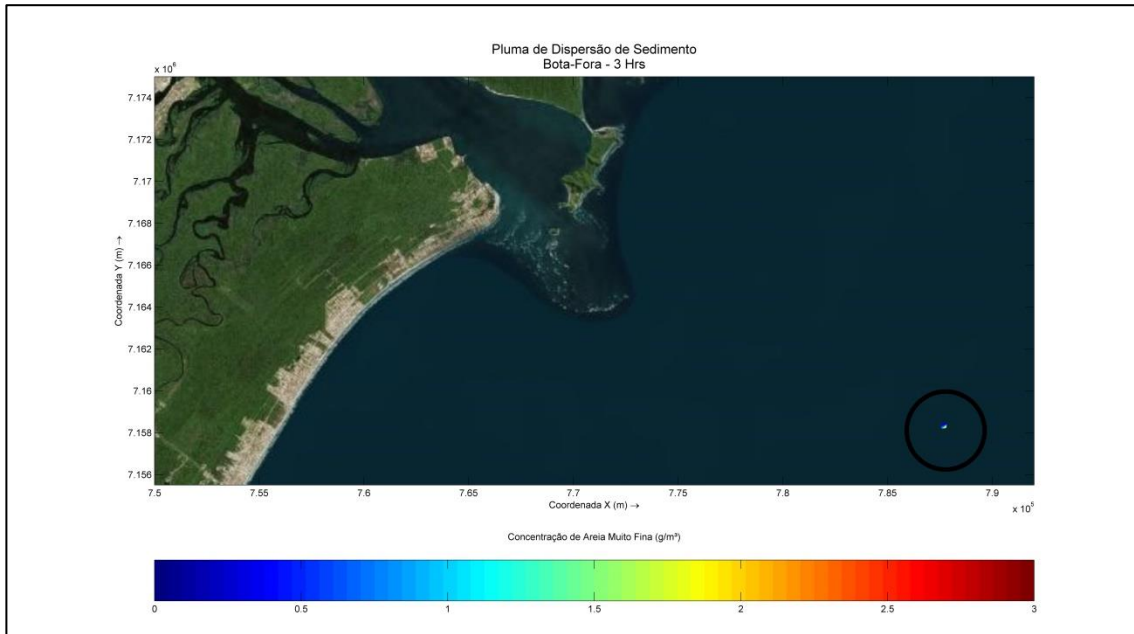 Pluma de Dispersão de Sedimento
Bota-Fora - 3 Hrs
x 10⁶
7.174
7.172
7.17
7.168
7.166
7.164
7.162
7.16
7.158
7.156
Coordenada Y (m) →
7.5 7.55 7.6 7.65 7.7 7.75 7.8 7.85 7.9
Coordenada X (m) →
x 10⁵
Concentração de Areia Muito Fina (g/m³)
0 0.5 1 1.5 2 2.5 3